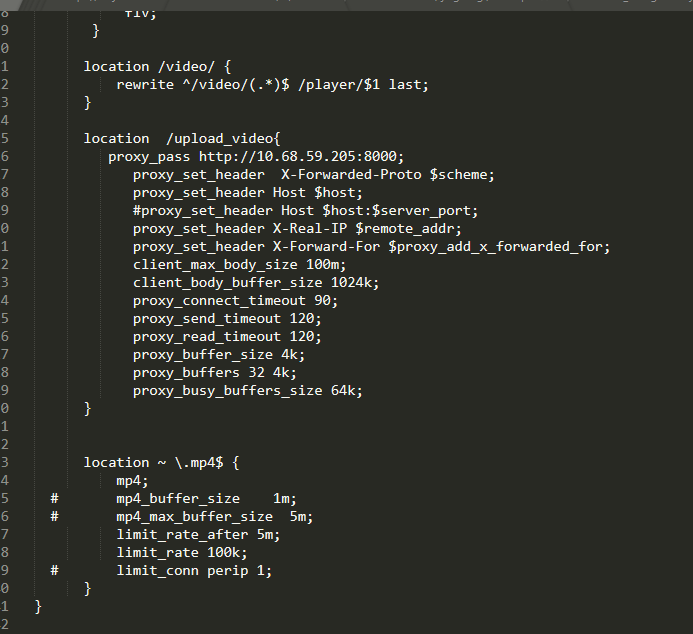 8 flv;
9 }
0
1 location /video/ {
2 rewrite ^/video/(.*)$ /player/$1 last;
3 }
4
5 location  /upload_video{
6 proxy_pass http://10.68.59.205:8000;
7 proxy_set_header  X-Forwarded-Proto $scheme;
8 proxy_set_header Host $host;
9 #proxy_set_header Host $host:$server_port;
0 proxy_set_header X-Real-IP $remote_addr;
1 proxy_set_header X-Forward-For $proxy_add_x_forwarded_for;
2 client_max_body_size 100m;
3 client_body_buffer_size 1024k;
4 proxy_connect_timeout 90;
5 proxy_send_timeout 120;
6 proxy_read_timeout 120;
7 proxy_buffer_size 4k;
8 proxy_buffers 32 4k;
9 proxy_busy_buffers_size 64k;
0 }
1
2
3 location ~ \.mp4$ {
4 mp4;
5 # mp4_buffer_size    1m;
6 # mp4_max_buffer_size  5m;
7 limit_rate_after 5m;
8 limit_rate 100k;
9 # limit_conn perip 1;
0 }
1 }
2